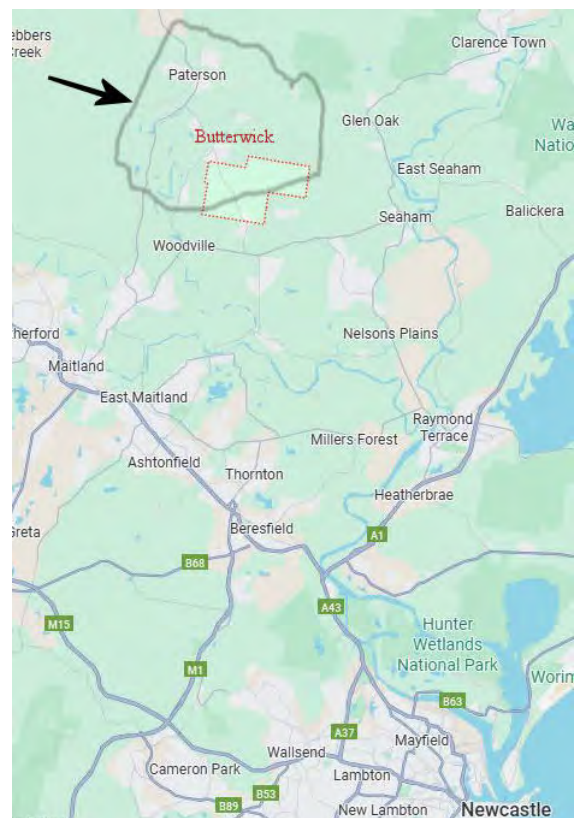 ebbers
Creek
Clarence Town
Paterson
Glen Oak
Wa
Natio
Butterwick
East Seaham
Seaham
Balickera
Woodville
Nelsons Plains
therford
Maitland
East Maitland
Raymond
Terrace
Millers Forest
Ashtonfield
Thornton
Heatherbrae
Greta
Beresfield
A1
B68
A43
M15
Hunter
Wetlands
National Park
M1
Worim
B63
A37
Mayfield
Wallsend
Cameron Park
Lambton
B53
B89
New Lambton
Newcastle